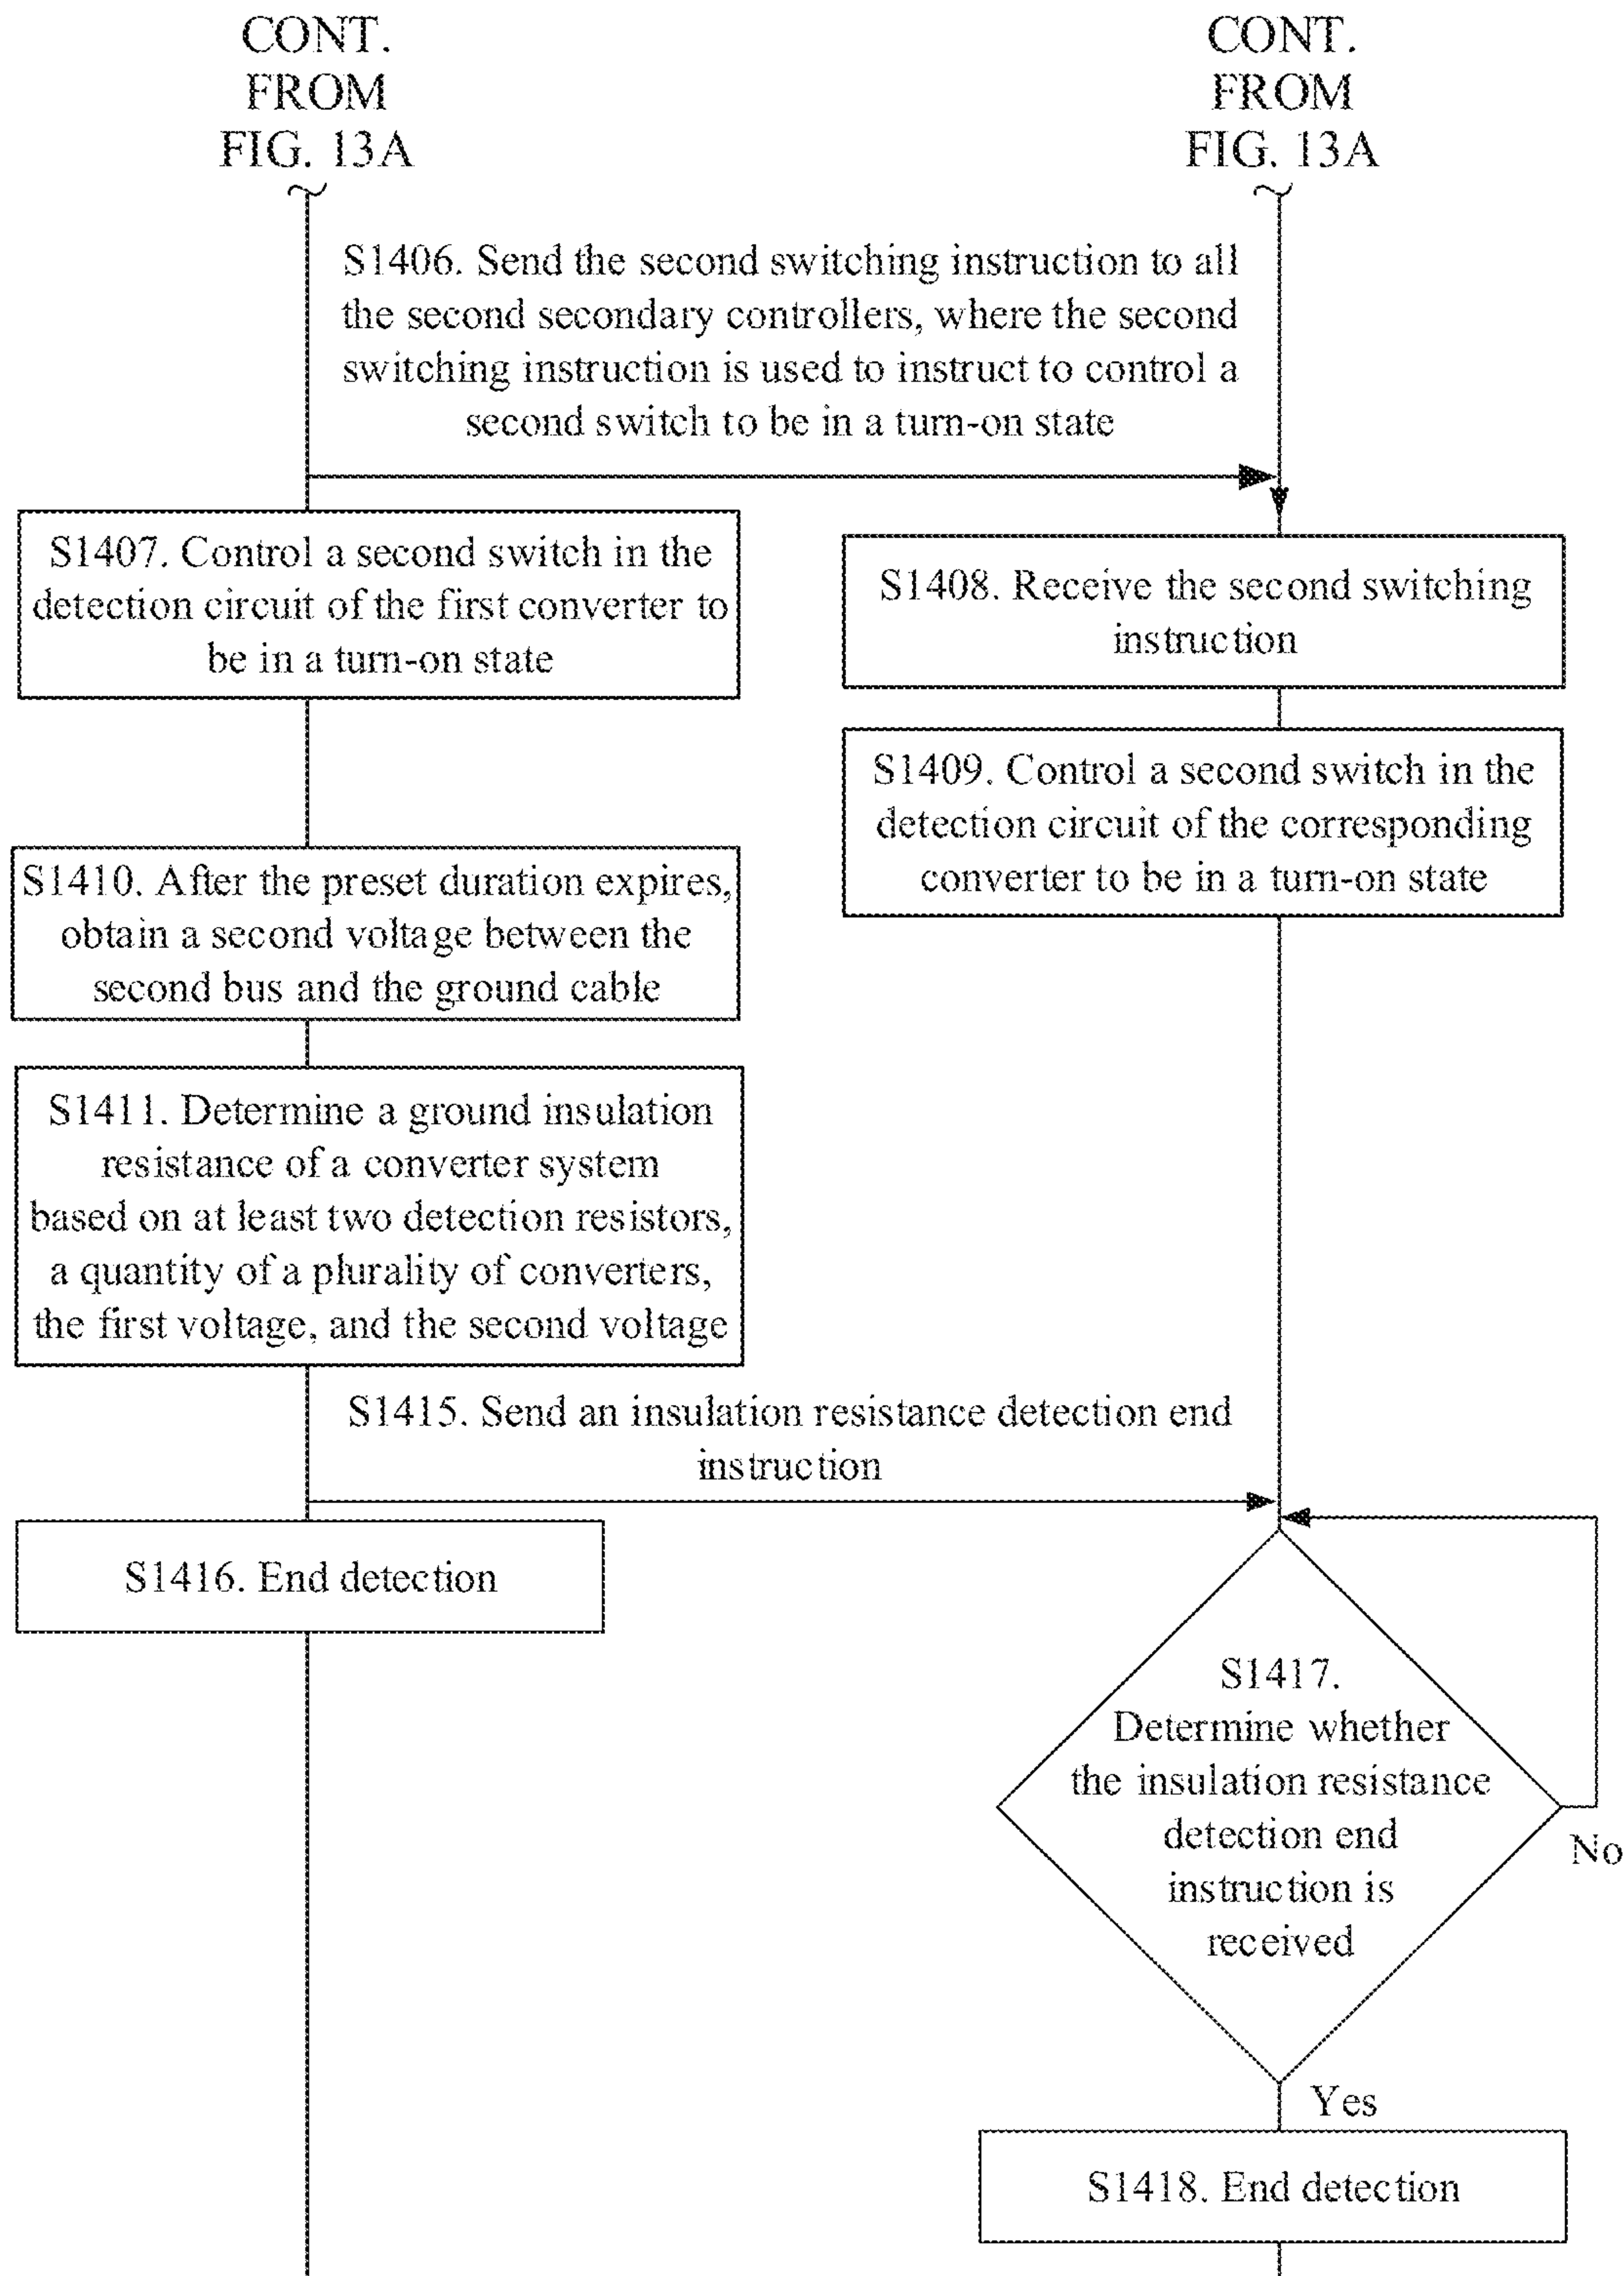 CONT.
FROM
FIG. 13A
CONT.
FROM
FIG. 13A
S1406. Send the second switching instruction to all
the second secondary controllers, where the second
switching instruction is used to instruct to control a
second switch to be in a turn-on state
S1407. Control a second switch in the
detection circuit of the first converter to
be in a turn-on state
S1408. Receive the second switching
instruction
S1409. Control a second switch in the
detection circuit of the corresponding
converter to be in a turn-on state
S1410. After the preset duration expires,
obtain a second voltage between the
second bus and the ground cable
S1411. Determine a ground insulation
resistance of a converter system
based on at least two detection resistors,
a quantity of a plurality of converters,
the first voltage, and the second voltage
S1415. Send an insulation resistance detection end
instruction
S1416. End detection
S1417.
Determine whether
the insulation resistance
detection end
instruction is
received
No
Yes
S1418. End detection